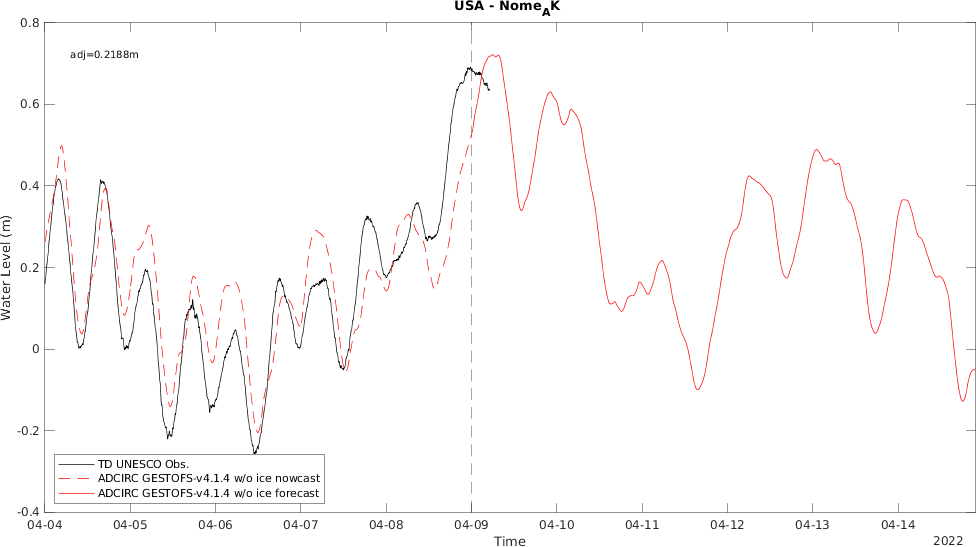 USA - Nome_AK
adj=0.2188m
0.8
0.6
0.4
0.2
0
-0.2
-0.4
Water Level (m)
TD UNESCO Obs.
ADCIRC GESTOFS-v4.1.4 w/o ice nowcast
ADCIRC GESTOFS-v4.1.4 w/o ice forecast
04-04 04-05 04-06 04-07 04-08 04-09 04-10 04-11 04-12 04-13 04-14
Time
2022